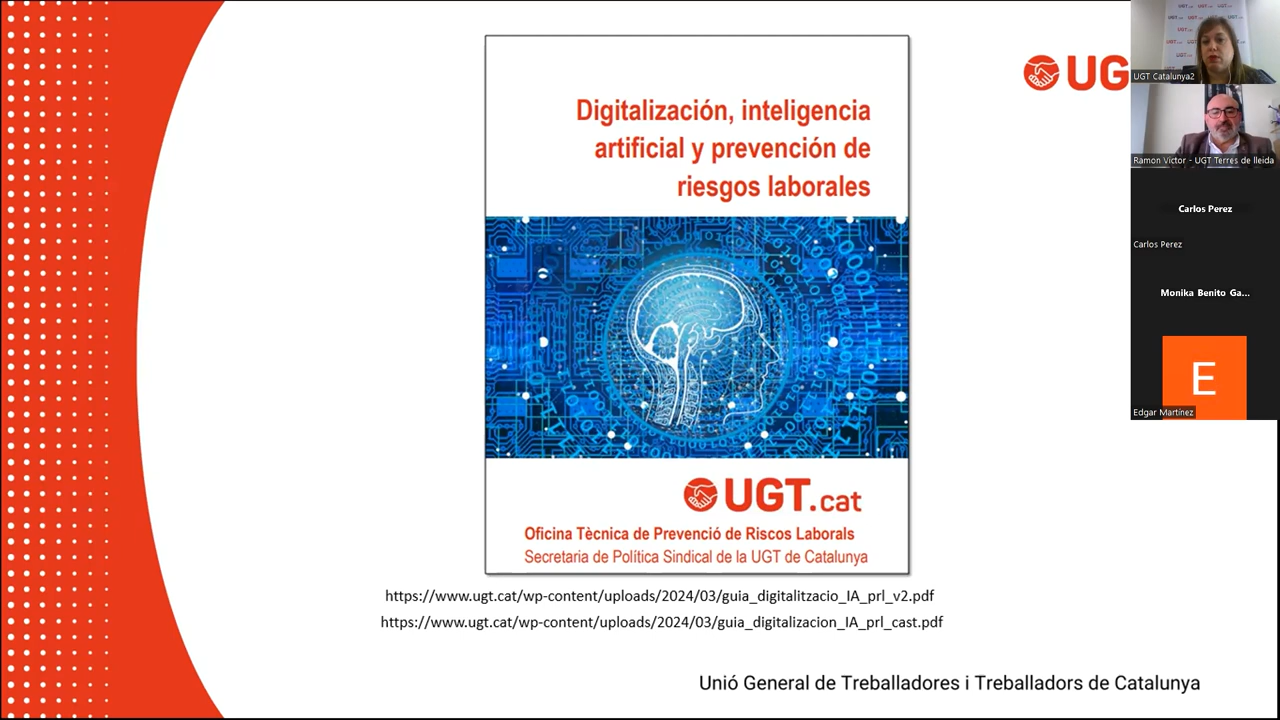 Digitalización, inteligencia
artificial y prevención de
riesgos laborales
UGT.cat
Oficina Tècnica de Prevenció de Riscos Laborals
Secretaria de Política Sindical de la UGT de Catalunya
https://www.ugt.cat/wp-content/uploads/2024/03/guia_digitalitzacio_IA_prl_v2.pdf
https://www.ugt.cat/wp-content/uploads/2024/03/guia_digitalizacion_IA_prl_cast.pdf
Unió General de Treballadores i Treballadors de Catalunya
UG
UGT Catalunya2
Ramon Victor - UGT Terres de lleida
Carlos Perez
Carlos Perez
Monika Benito Ga...
E
Edgar Martínez